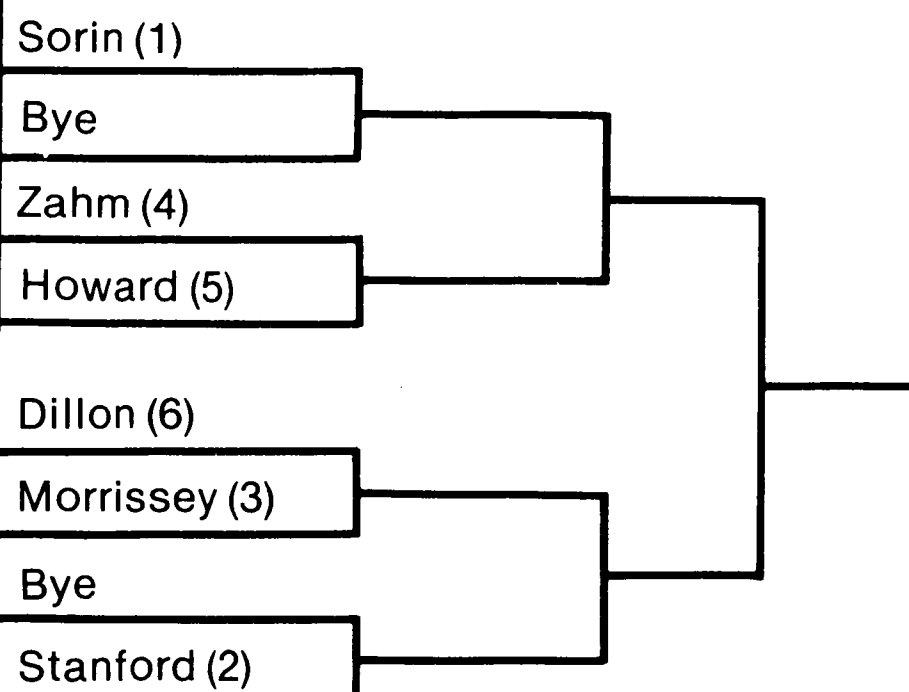 Sorin (1)
Bye
Zahm (4)
Howard (5)
Dillon (6)
Morrissey (3)
Bye
Stanford (2)